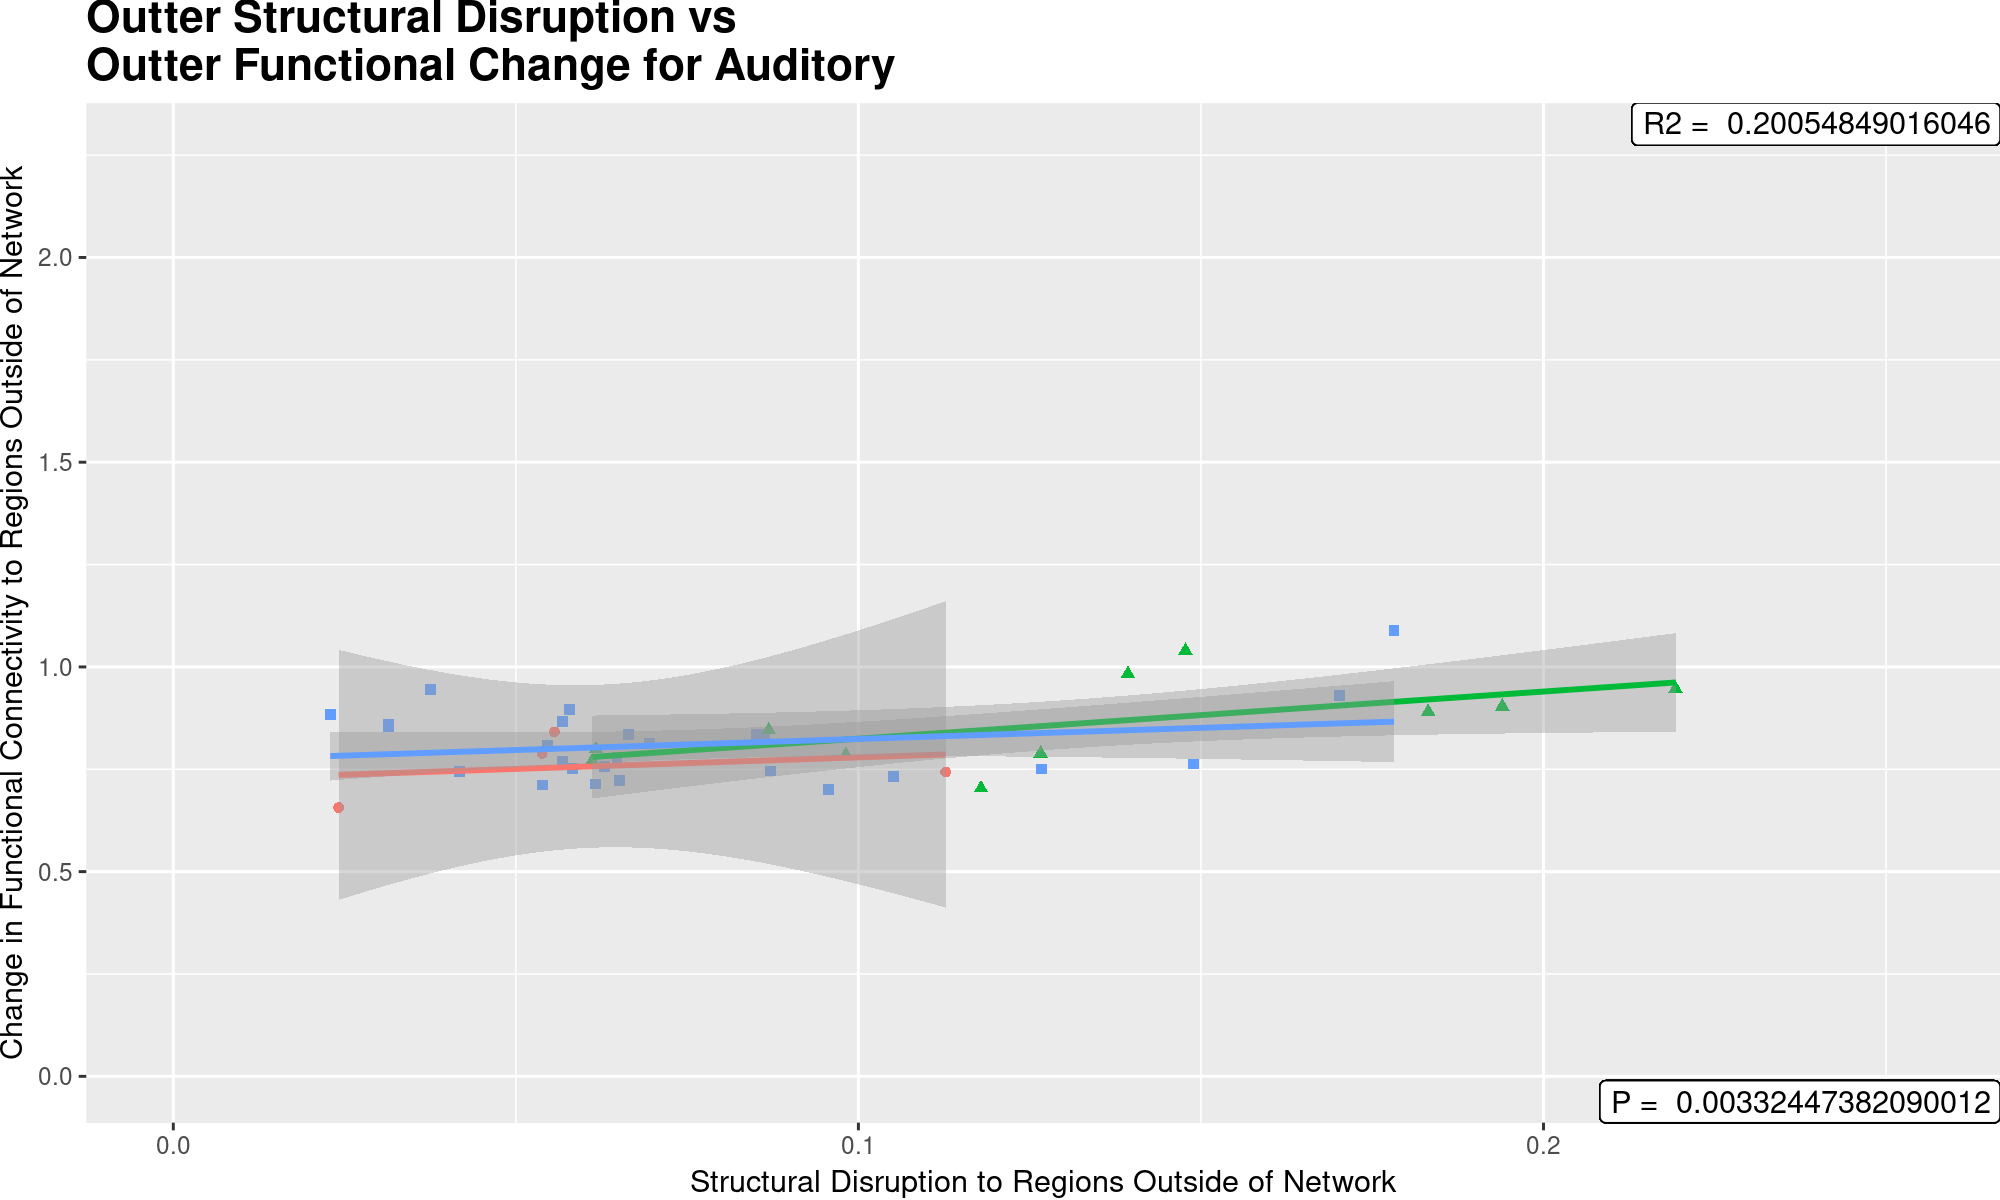 Outter Structural Disruption vs
Outter Functional Change for Auditory
R2 = 0.20054849016046
Change in Functional Connectivity to Regions Outside of Network
2.0
1.5
1.0
0.5
0.0
P = 0.00332447382090012
0.0
0.1
0.2
Structural Disruption to Regions Outside of Network